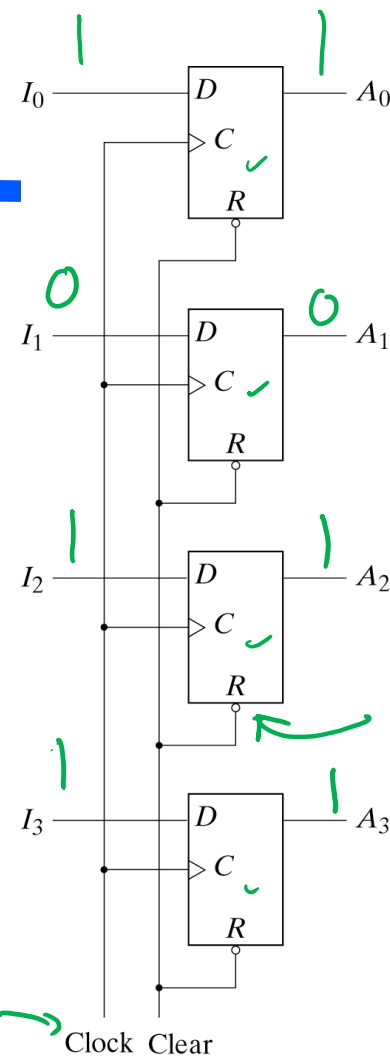 1 1
I0 D A0
C
R
0 0
I1 D A1
C
R
1 1
I2 D A2
C
R
1 1
I3 D A3
C
R
Clock Clear